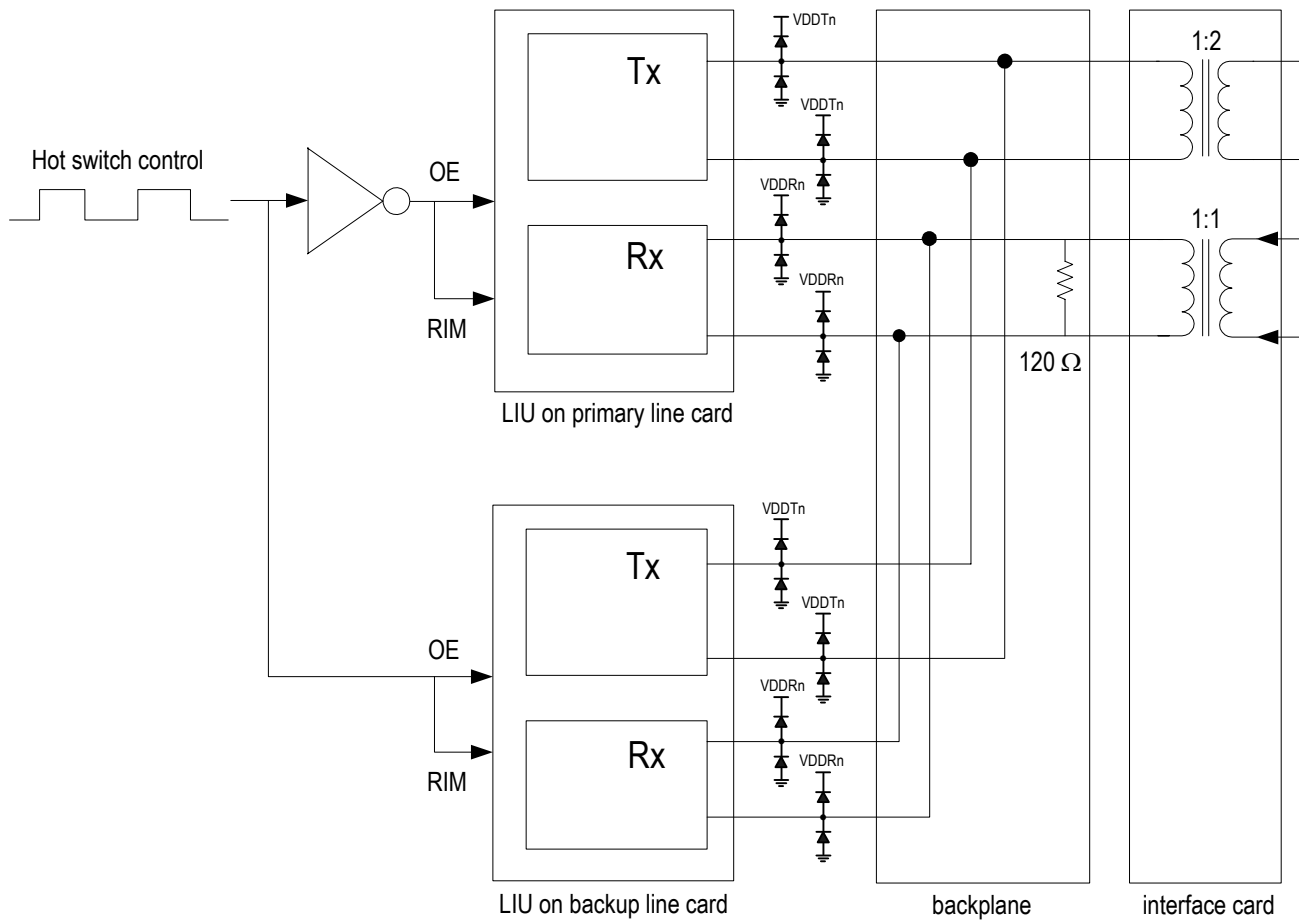 VDDTn
1:2
Tx
VDDTn
Hot switch control
OE
VDDRn
1:1
Rx
VDDRn
RIM
120 Ω
LIU on primary line card
VDDTn
Tx
VDDTn
OE
VDDRn
Rx
VDDRn
RIM
LIU on backup line card
backplane
interface card